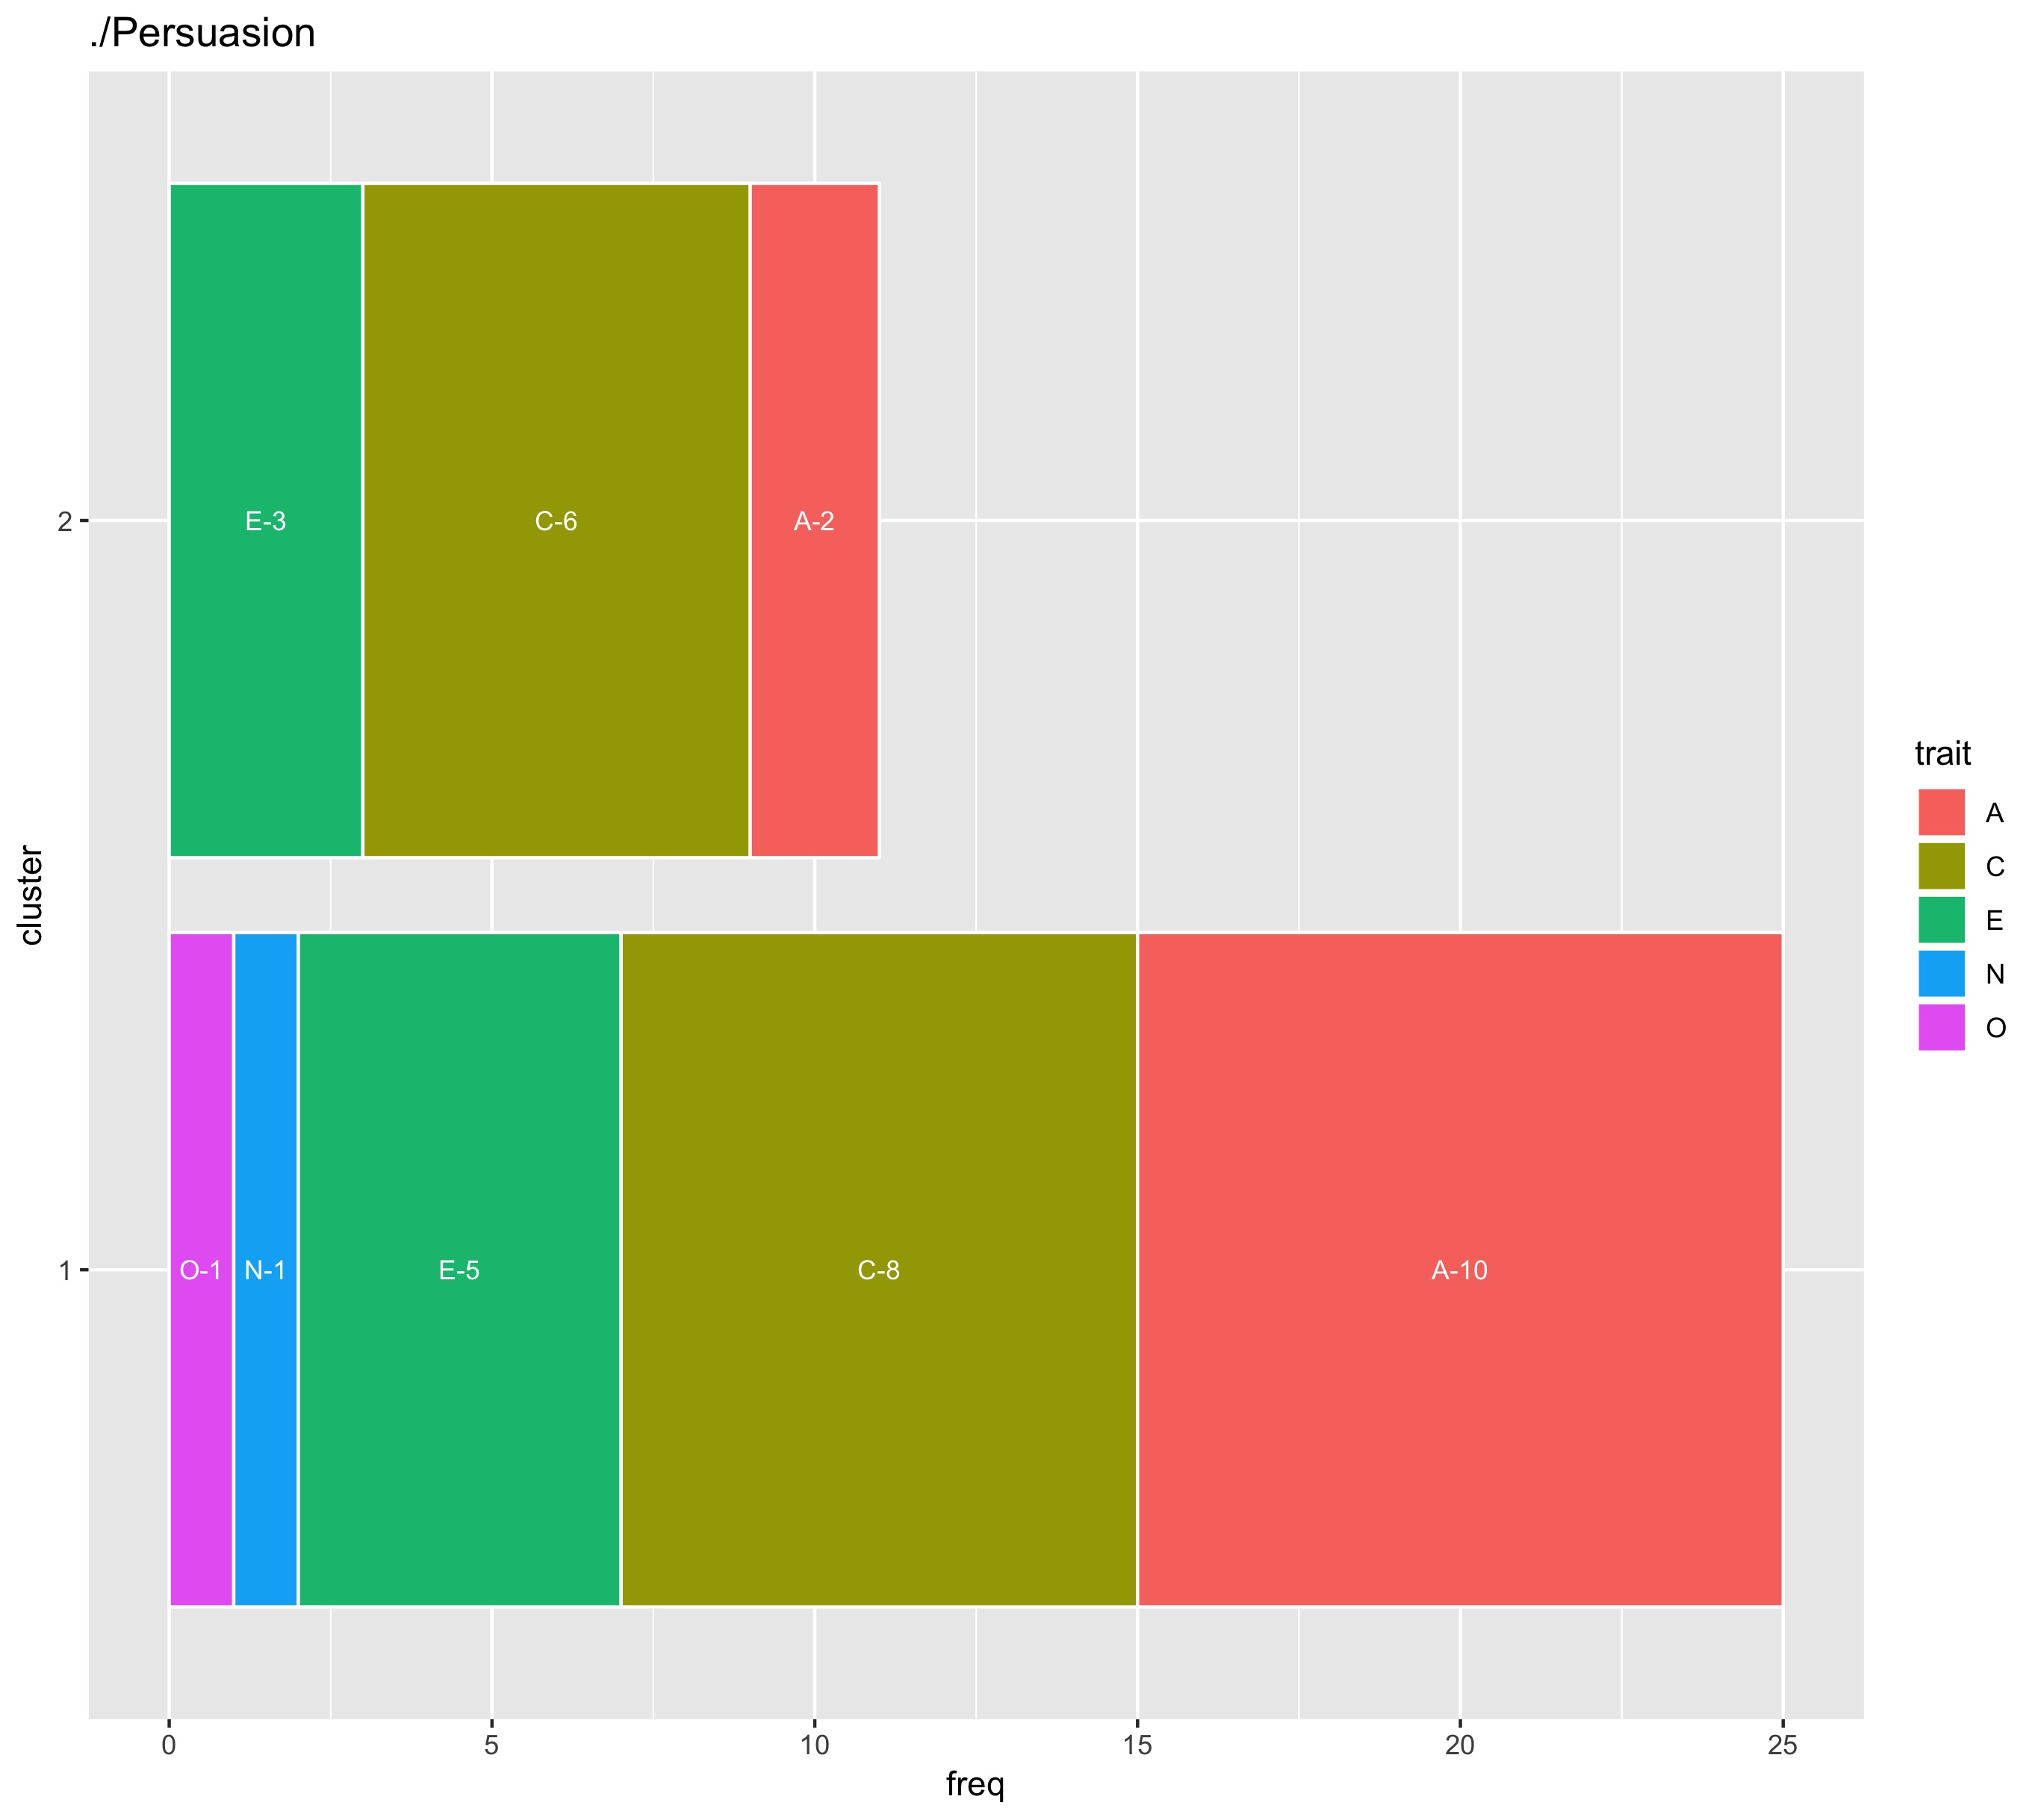 ./Persuasion
2
E-3 C-6 A-2
cluster
1
O-1 N-1 E-5 C-8 A-10
0 5 10 15 20 25
freq
trait
A
C
E
N
O